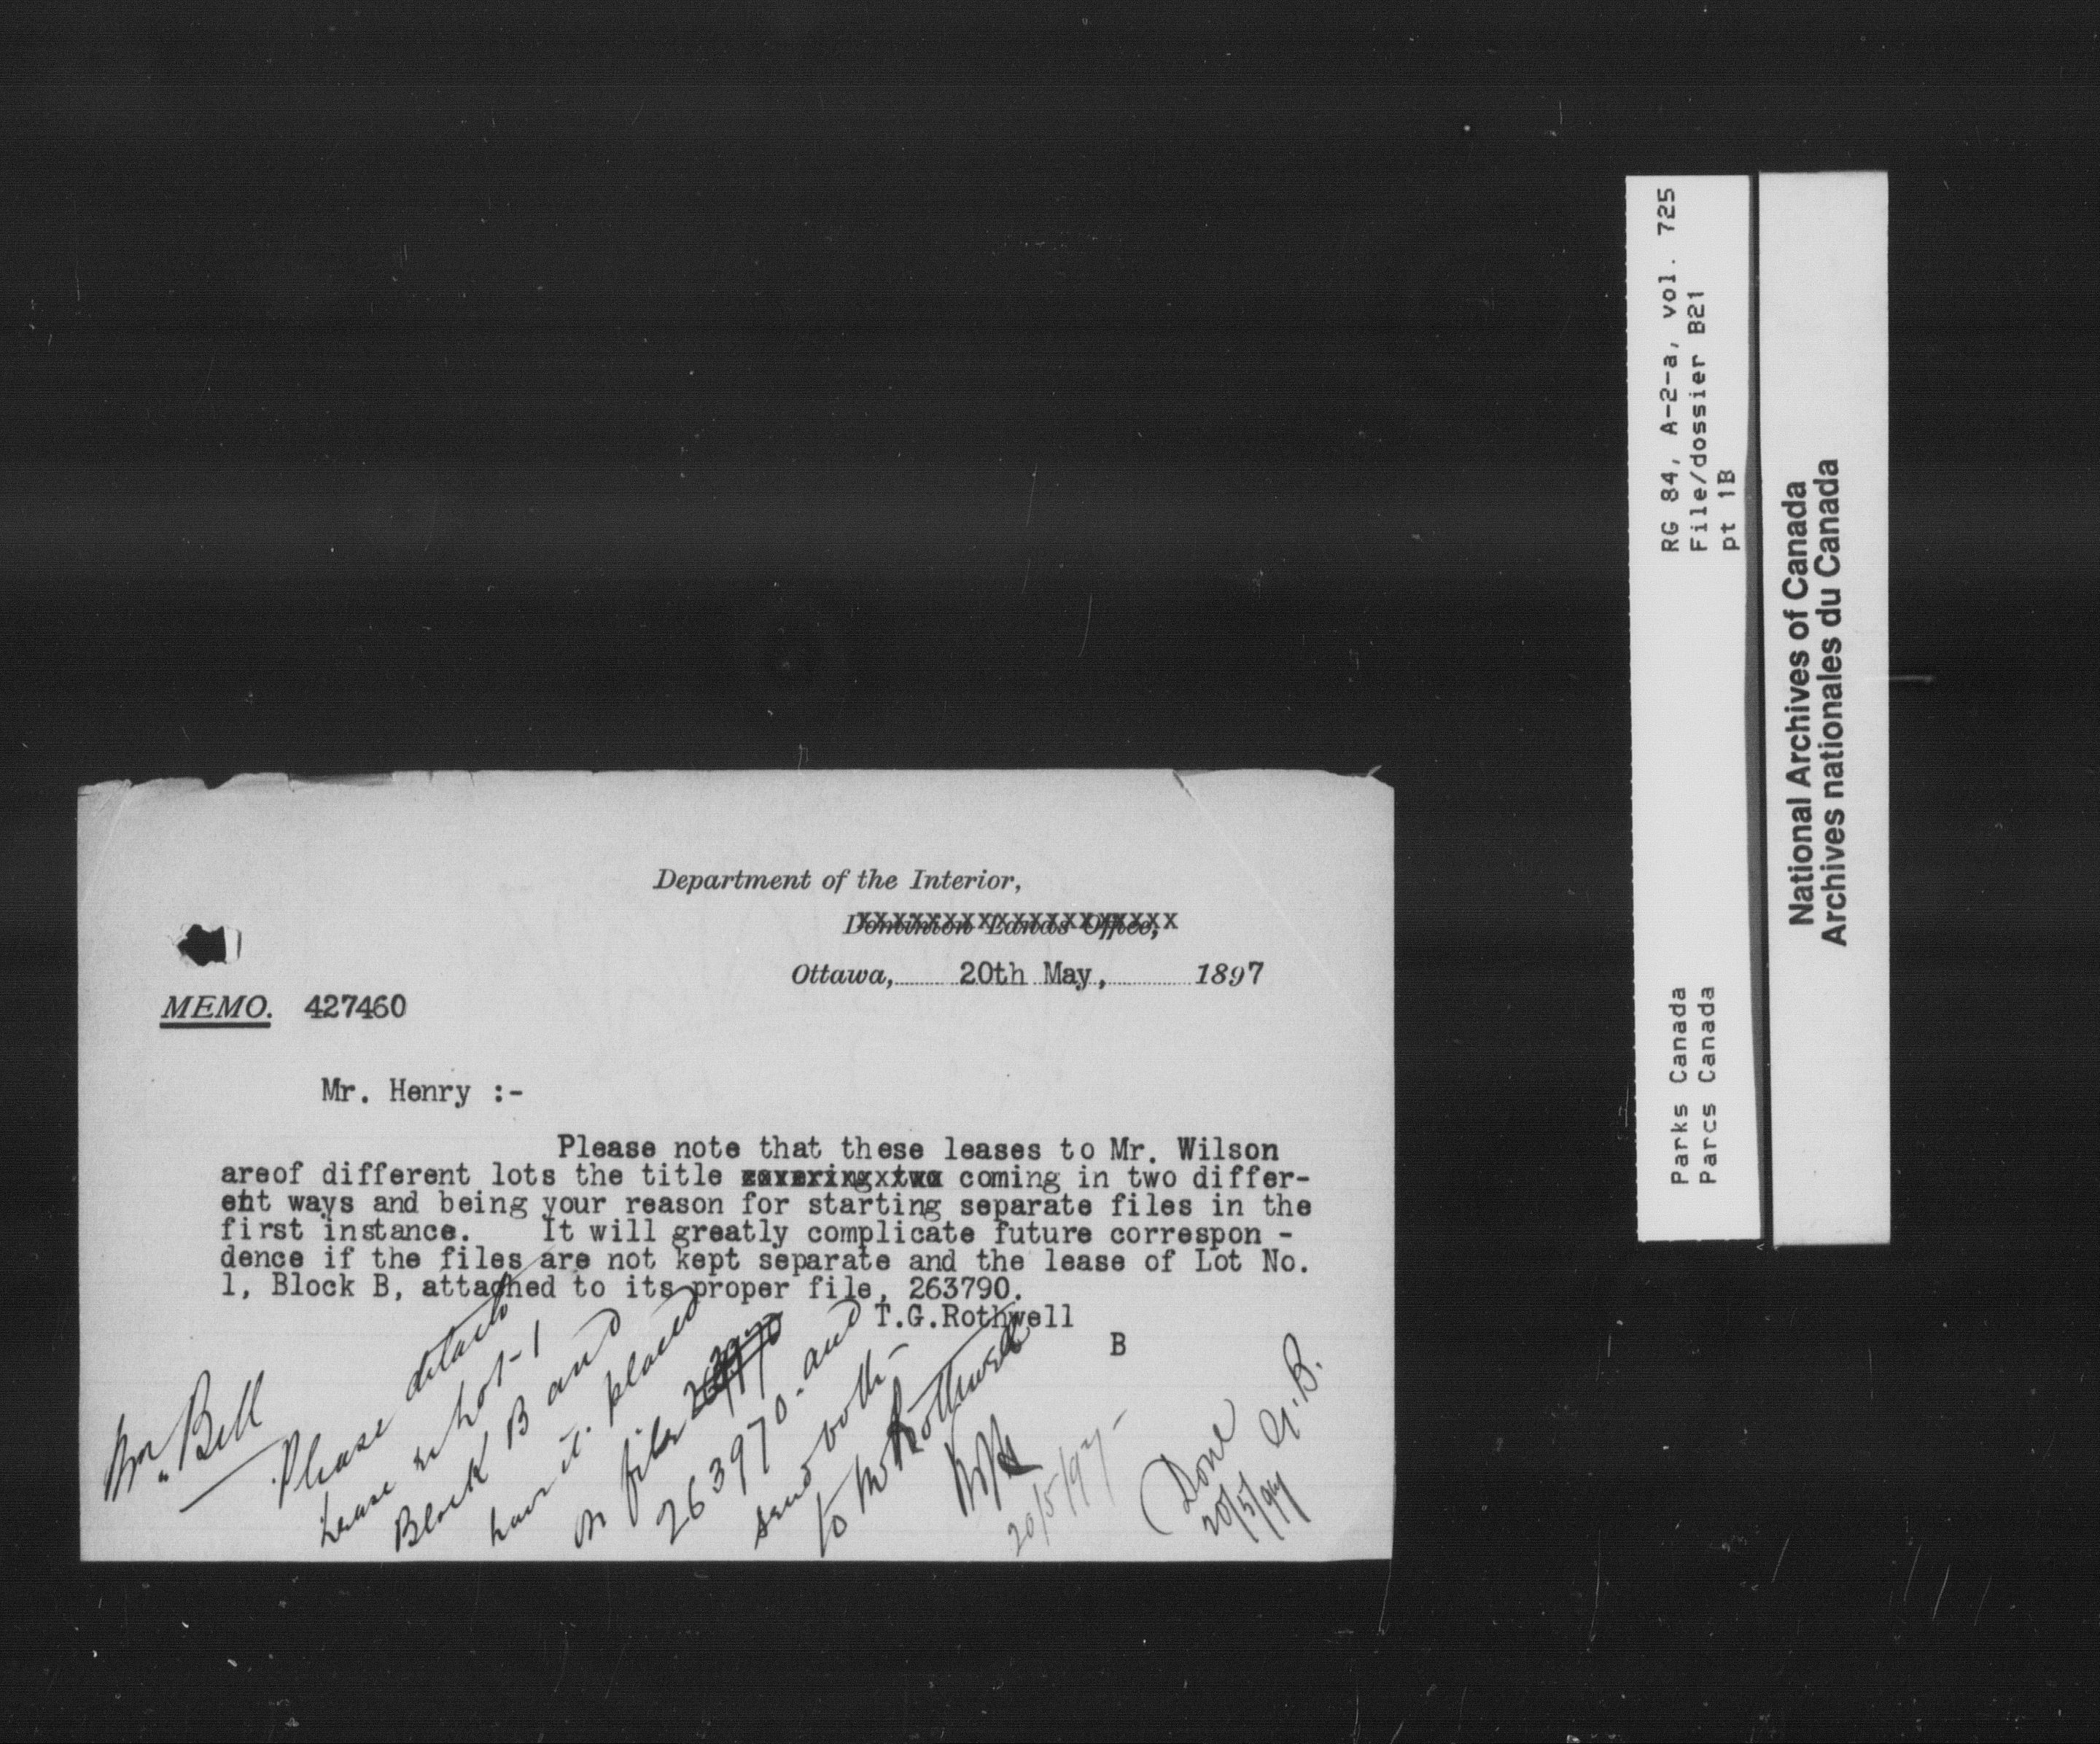 Department of the Interior,
Dominion Lands Office,
Ottawa, 20th May, 1897
MEMO. 427460
Mr. Henry :-
Please note that these leases to Mr. Wilson
areof different lots the title covering two coming in two differ-
ent ways and being your reason for starting separate files in the
first instance. It will greatly complicate future correspon -
dence if the files are not kept separate and the lease of Lot No.
1, Block B, attached to its proper file, 263790.
T.G.Rothwell
B
Mr. Bell
Please detach
lease re Lot 1
Block B and
have it placed
on file
263970. and
send both
to Mr Rothwell
20/5/97
Done
20/5/97
G.B.
RG 84, A-2-a, vol. 725
File/dossier B21
pt 1B
Parks Canada
Parcs Canada
National Archives of Canada
Archives nationales du Canada